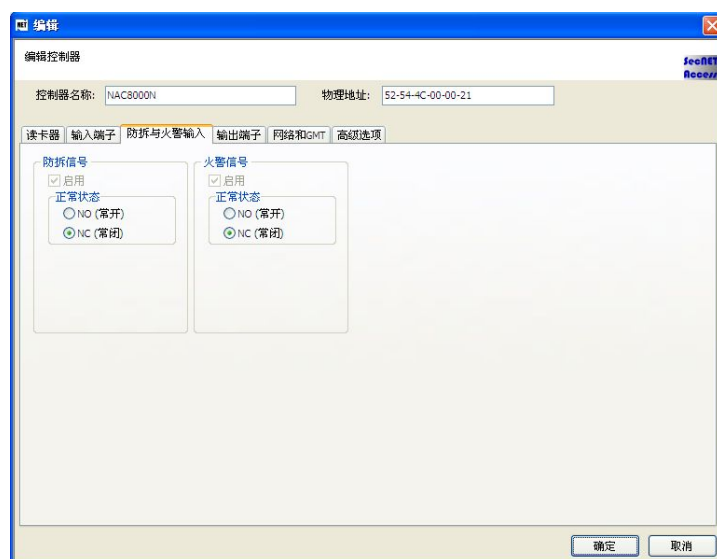 NET 编辑
编辑控制器
SecNET
Access
控制器名称: NAC8000N 物理地址: 52-54-4C-00-00-21
读卡器 输入端子 防拆与火警输入 输出端子 网络和GMT 高级选项
防拆信号 火警信号
启用 启用
正常状态 正常状态
NO (常开) NO (常开)
NC (常闭) NC (常闭)
确定 取消